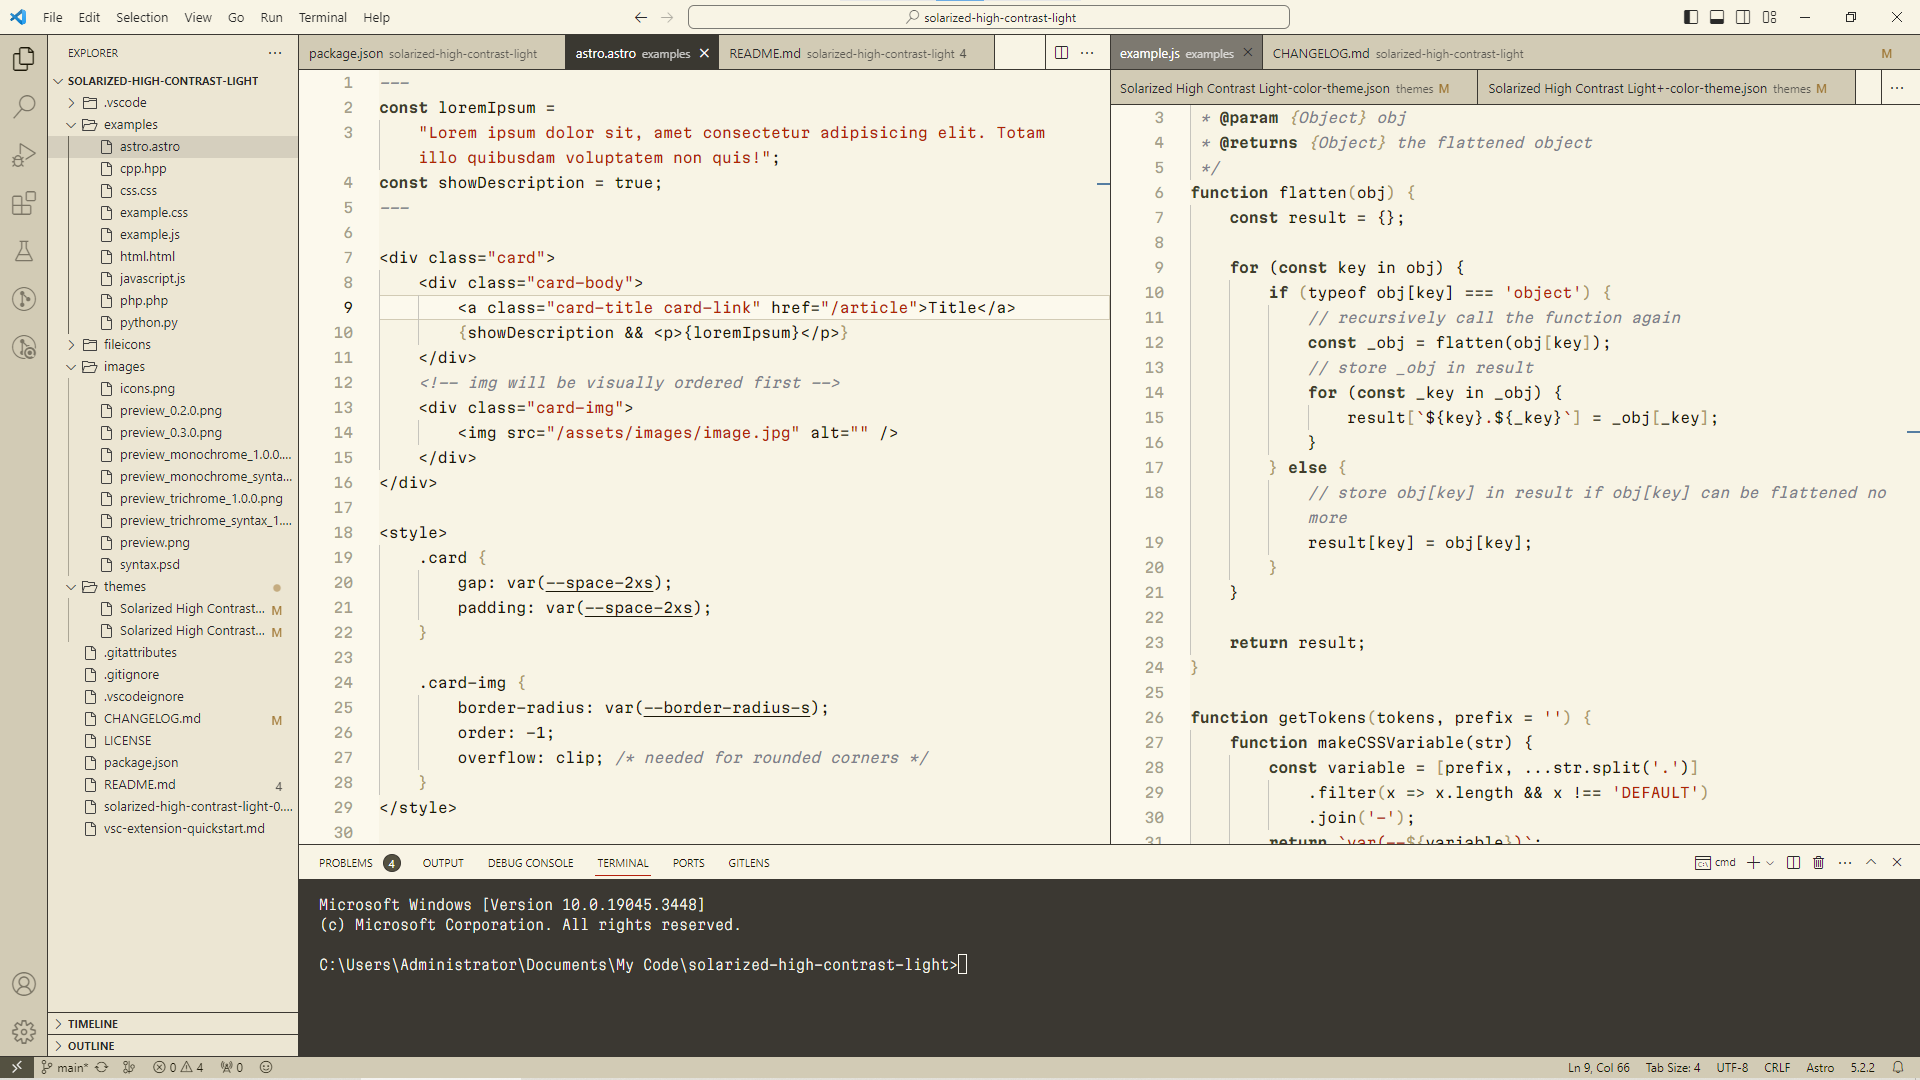 File Edit Selection View Go Run Terminal Help
solarized-high-contrast-light
EXPLORER
SOLARIZED-HIGH-CONTRAST-LIGHT
.vscode
examples
astro.astro
cpp.hpp
css.css
example.css
example.js
html.html
javascript.js
php.php
python.py
fileicons
images
icons.png
preview_0.2.0.png
preview_0.3.0.png
preview_monochrome_1.0.0....
preview_monochrome_synta...
preview_trichrome_1.0.0.png
preview_trichrome_syntax_1....
preview.png
syntax.psd
themes
Solarized High Contrast... M
Solarized High Contrast... M
.gitattributes
.gitignore
.vscodeignore
CHANGELOG.md M
LICENSE
package.json
README.md 4
solarized-high-contrast-light-0....
vsc-extension-quickstart.md
TIMELINE
OUTLINE
package.json solarized-high-contrast-light
astro.astro examples
README.md solarized-high-contrast-light 4
1 ---
2 const loremIpsum =
3 "Lorem ipsum dolor sit, amet consectetur adipisicing elit. Totam
illo quibusdam voluptatem non quis!";
4 const showDescription = true;
5 ---
6
7 <div class="card">
8 <div class="card-body">
9 <a class="card-title card-link" href="/article">Title</a>
10 {showDescription && <p>{loremIpsum}</p>}
11 </div>
12 <!-- img will be visually ordered first -->
13 <div class="card-img">
14 <img src="/assets/images/image.jpg" alt="" />
15 </div>
16 </div>
17
18 <style>
19 .card {
20 gap: var(--space-2xs);
21 padding: var(--space-2xs);
22 }
23
24 .card-img {
25 border-radius: var(--border-radius-s);
26 order: -1;
27 overflow: clip; /* needed for rounded corners */
28 }
29 </style>
30
example.js examples
CHANGELOG.md solarized-high-contrast-light M
Solarized High Contrast Light-color-theme.json themes M
Solarized High Contrast Light+-color-theme.json themes M
3 * @param {Object} obj
4 * @returns {Object} the flattened object
5 */
6 function flatten(obj) {
7 const result = {};
8
9 for (const key in obj) {
10 if (typeof obj[key] === 'object') {
11 // recursively call the function again
12 const _obj = flatten(obj[key]);
13 // store _obj in result
14 for (const _key in _obj) {
15 result[`${key}.${_key}`] = _obj[_key];
16 }
17 } else {
18 // store obj[key] in result if obj[key] can be flattened no
more
19 result[key] = obj[key];
20 }
21 }
22
23 return result;
24 }
25
26 function getTokens(tokens, prefix = '') {
27 function makeCSSVariable(str) {
28 const variable = [prefix, ...str.split('.')]
29 .filter(x => x.length && x !== 'DEFAULT')
30 .join('-');
31 return `var(--${variable})`;
PROBLEMS 4 OUTPUT DEBUG CONSOLE TERMINAL PORTS GITLENS
cmd
Microsoft Windows [Version 10.0.19045.3448]
(c) Microsoft Corporation. All rights reserved.
C:\Users\Administrator\Documents\My Code\solarized-high-contrast-light>
main* 0 4 0
Ln 9, Col 66 Tab Size: 4 UTF-8 CRLF Astro 5.2.2